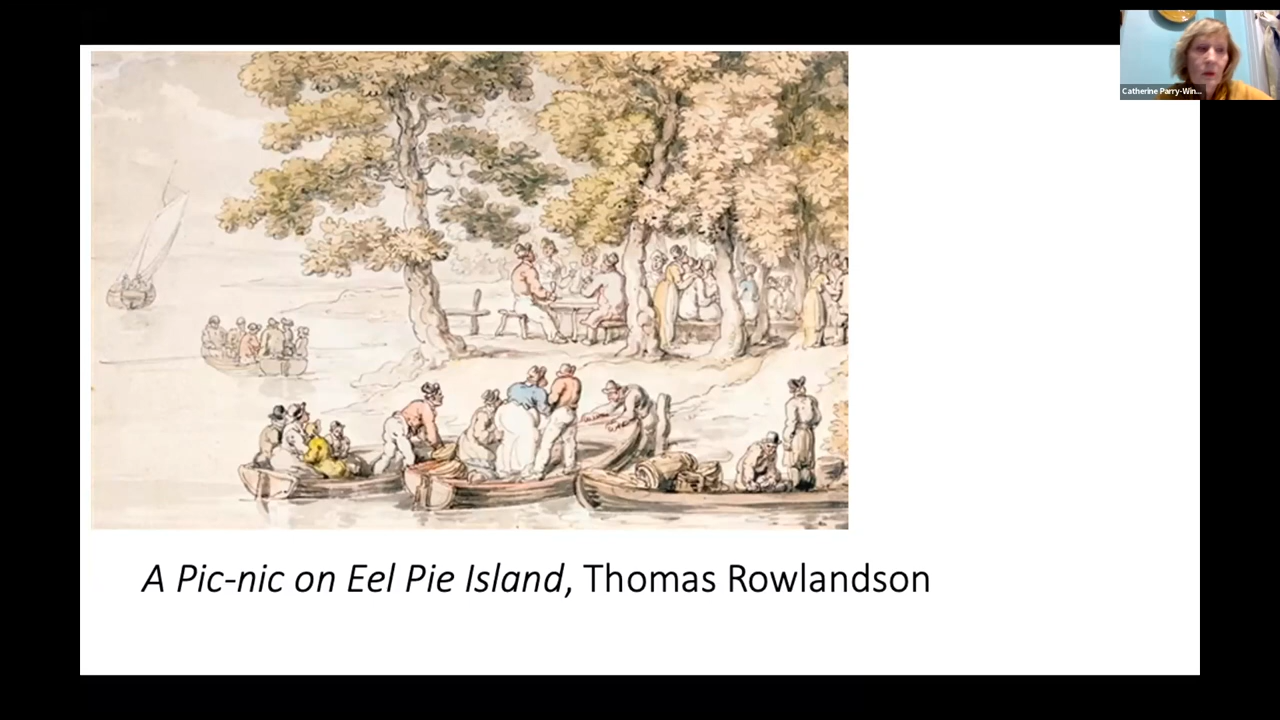 Catherine Parry-Win...
A Pic-nic on Eel Pie Island, Thomas Rowlandson